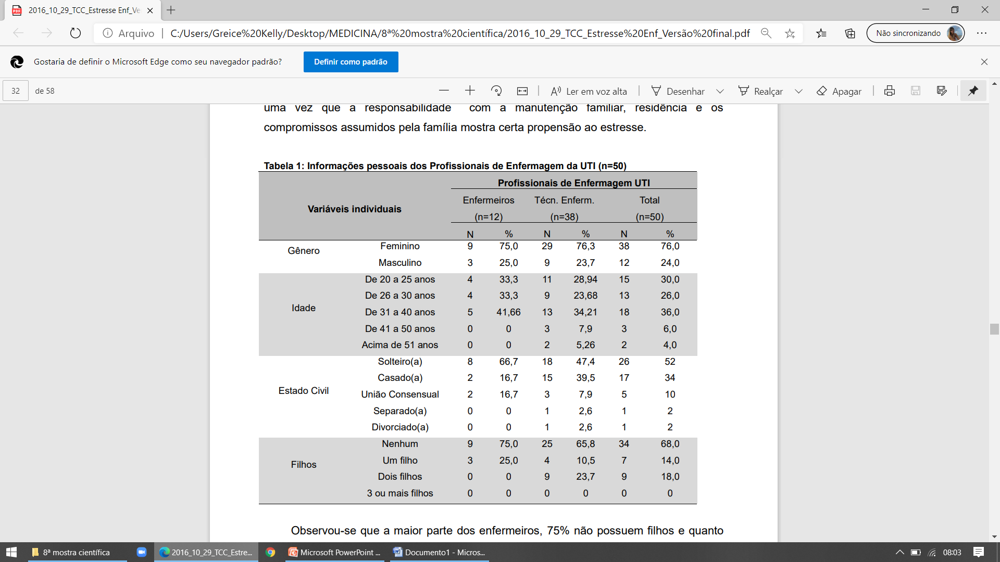 2016_10_29_TCC_Estresse Enf_Ve
Arquivo
C:/Users/Greice%20Kelly/Desktop/MEDICINA/8ª%20mostra%20científica/2016_10_29_TCC_Estresse%20Enf_Versão%20final.pdf
Não sincronizando
Gostaria de definir o Microsoft Edge como seu navegador padrão?
Definir como padrão
32 de 58
Ler em voz alta
Desenhar
Realçar
Apagar
uma vez que a responsabilidade com a manutenção familiar, residência e os
compromissos assumidos pela família mostra certa propensão ao estresse.
Tabela 1: Informações pessoais dos Profissionais de Enfermagem da UTI (n=50)
Profissionais de Enfermagem UTI
Variáveis individuais
Enfermeiros Técn. Enferm. Total
(n=12) (n=38) (n=50)
N % N % N %
Gênero
Feminino 9 75,0 29 76,3 38 76,0
Masculino 3 25,0 9 23,7 12 24,0
Idade
De 20 a 25 anos 4 33,3 11 28,94 15 30,0
De 26 a 30 anos 4 33,3 9 23,68 13 26,0
De 31 a 40 anos 5 41,66 13 34,21 18 36,0
De 41 a 50 anos 0 0 3 7,9 3 6,0
Acima de 51 anos 0 0 2 5,26 2 4,0
Estado Civil
Solteiro(a) 8 66,7 18 47,4 26 52
Casado(a) 2 16,7 15 39,5 17 34
União Consensual 2 16,7 3 7,9 5 10
Separado(a) 0 0 1 2,6 1 2
Divorciado(a) 0 0 1 2,6 1 2
Filhos
Nenhum 9 75,0 25 65,8 34 68,0
Um filho 3 25,0 4 10,5 7 14,0
Dois filhos 0 0 9 23,7 9 18,0
3 ou mais filhos 0 0 0 0 0 0
Observou-se que a maior parte dos enfermeiros, 75% não possuem filhos e quanto
8ª mostra científica
2016_10_29_TCC_Estre...
Microsoft PowerPoint ...
Documento1 - Micros...
08:03